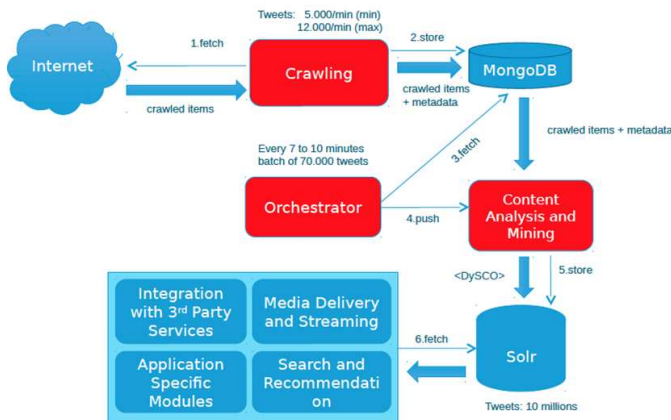 Tweets: 5.000/min (min)
12.000/min (max)
1.fetch
2.store
Internet
Crawling
MongoDB
crawled items
crawled items
+ metadata
crawled items + metadata
Every 7 to 10 minutes
batch of 70.000 tweets
3.fetch
Orchestrator
4.push
Content
Analysis and
Mining
<DySCO>
5.store
Integration
with 3rd Party
Services
Media Delivery
and Streaming
6.fetch
Solr
Application
Specific
Modules
Search and
Recommendati
on
Tweets: 10 millions